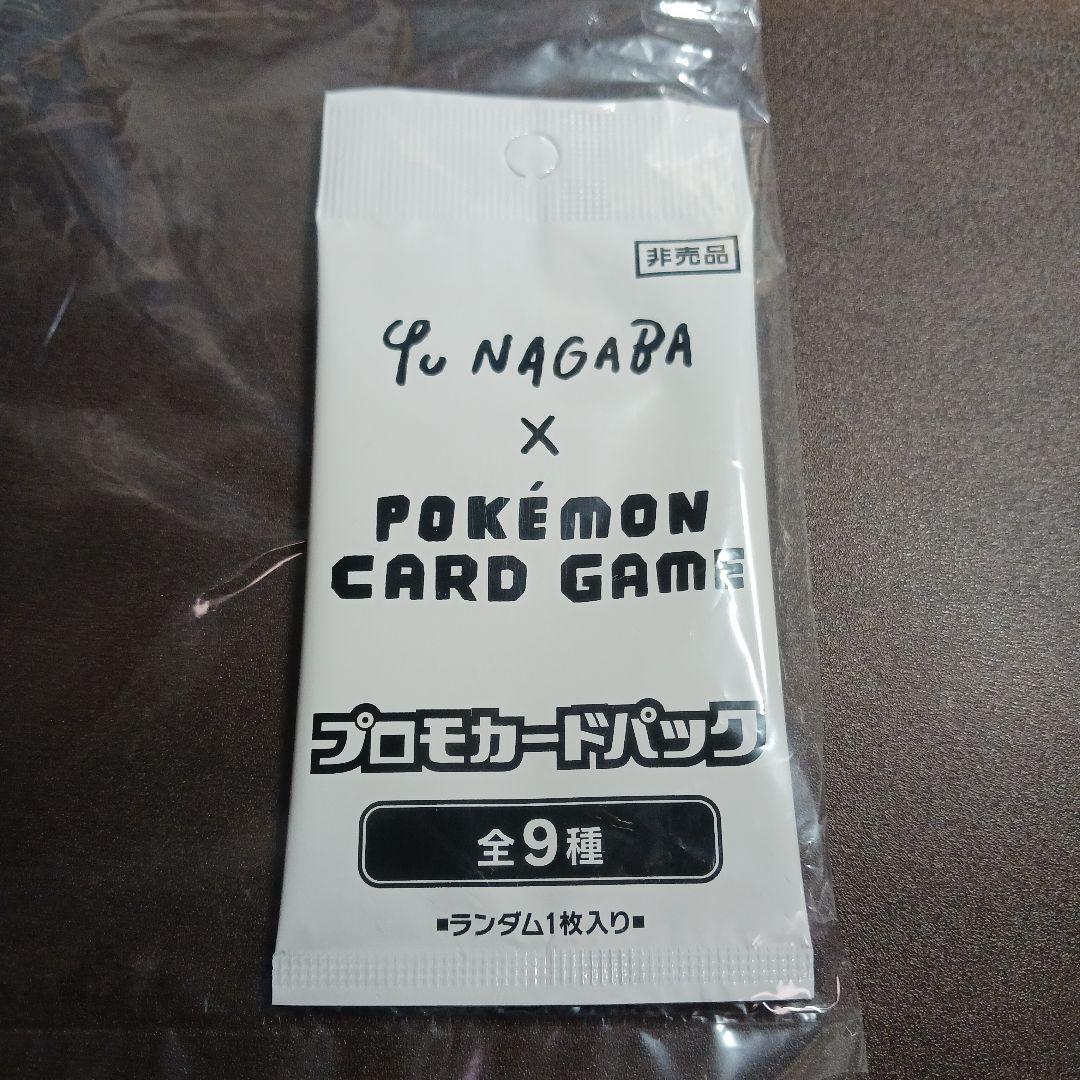 非売品
Yu NAGABA
×
POKÉMON
CARD GAME
プロモカードパック
全9種
■ランダム1枚入り■